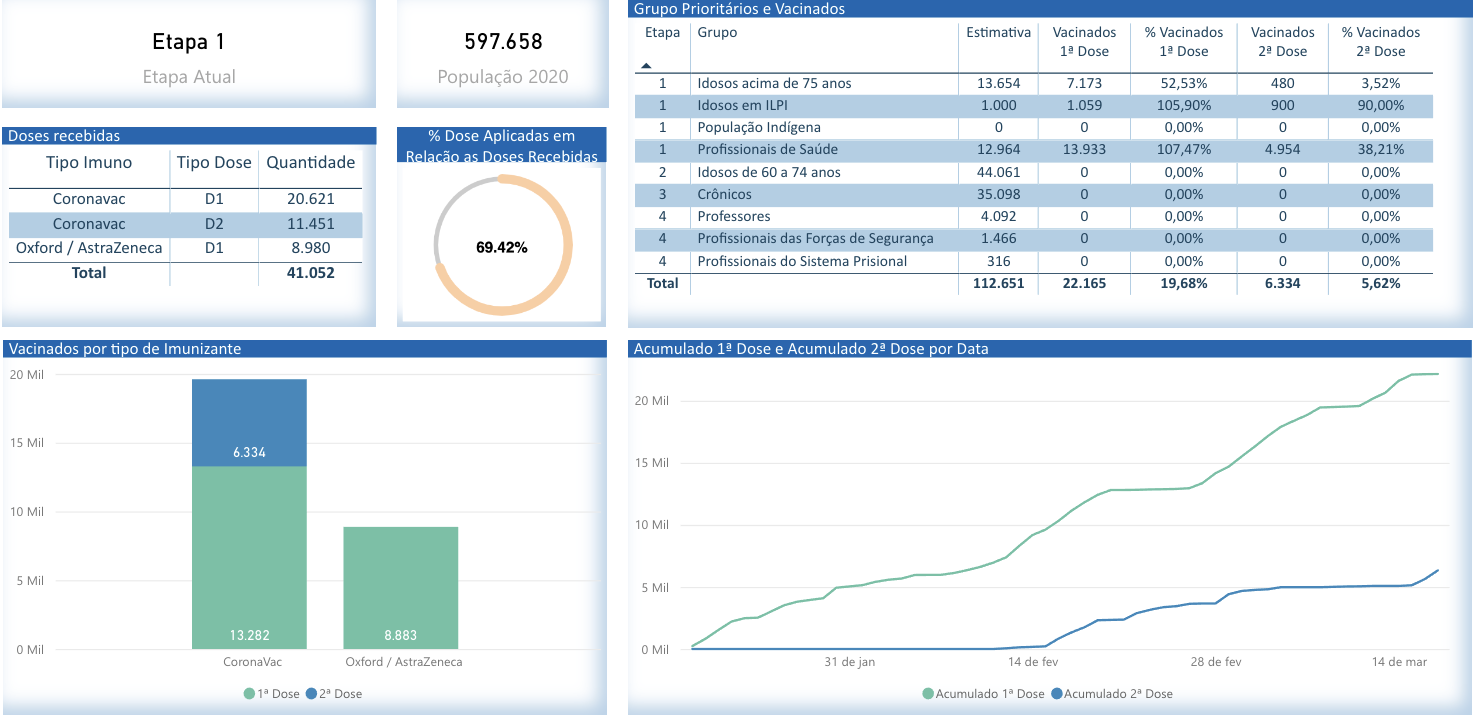 Etapa 1
Etapa Atual
597.658
População 2020
Doses recebidas
Tipo Imuno Tipo Dose Quantidade
Coronavac D1 20.621
Coronavac D2 11.451
Oxford / AstraZeneca D1 8.980
Total 41.052
% Dose Aplicadas em
Relação as Doses Recebidas
69.42%
Grupo Prioritários e Vacinados
Etapa Grupo Estimativa Vacinados % Vacinados Vacinados % Vacinados
1ª Dose 1ª Dose 2ª Dose 2ª Dose
1 Idosos acima de 75 anos 13.654 7.173 52,53% 480 3,52%
1 Idosos em ILPI 1.000 1.059 105,90% 900 90,00%
1 População Indígena 0 0 0,00% 0 0,00%
1 Profissionais de Saúde 12.964 13.933 107,47% 4.954 38,21%
2 Idosos de 60 a 74 anos 44.061 0 0,00% 0 0,00%
3 Crônicos 35.098 0 0,00% 0 0,00%
4 Professores 4.092 0 0,00% 0 0,00%
4 Profissionais das Forças de Segurança 1.466 0 0,00% 0 0,00%
4 Profissionais do Sistema Prisional 316 0 0,00% 0 0,00%
Total 112.651 22.165 19,68% 6.334 5,62%
Vacinados por tipo de Imunizante
20 Mil
15 Mil
10 Mil
5 Mil
0 Mil
6.334
13.282
8.883
CoronaVac Oxford / AstraZeneca
1ª Dose 2ª Dose
Acumulado 1ª Dose e Acumulado 2ª Dose por Data
20 Mil
15 Mil
10 Mil
5 Mil
0 Mil
31 de jan 14 de fev 28 de fev 14 de mar
Acumulado 1ª Dose Acumulado 2ª Dose